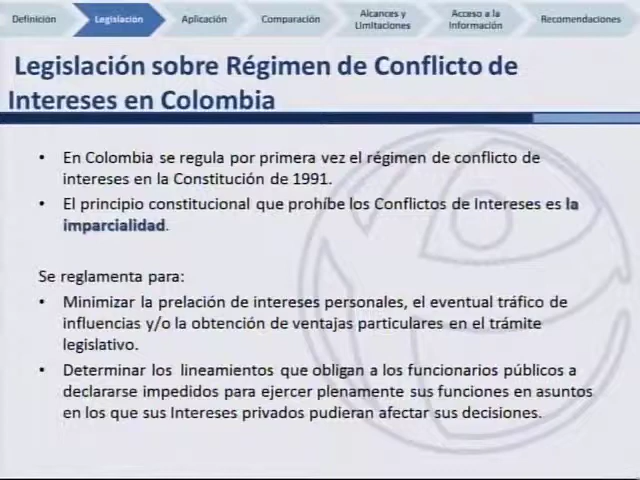 Definición
Legislación
Aplicación
Comparación
Alcances y
Limitaciones
Acceso a la
Información
Recomendaciones
Legislación sobre Régimen de Conflicto de
Intereses en Colombia
• En Colombia se regula por primera vez el régimen de conflicto de
intereses en la Constitución de 1991.
• El principio constitucional que prohíbe los Conflictos de Intereses es la
imparcialidad.
Se reglamenta para:
• Minimizar la prelación de intereses personales, el eventual tráfico de
influencias y/o la obtención de ventajas particulares en el trámite
legislativo.
• Determinar los lineamientos que obligan a los funcionarios públicos a
declararse impedidos para ejercer plenamente sus funciones en asuntos
en los que sus Intereses privados pudieran afectar sus decisiones.